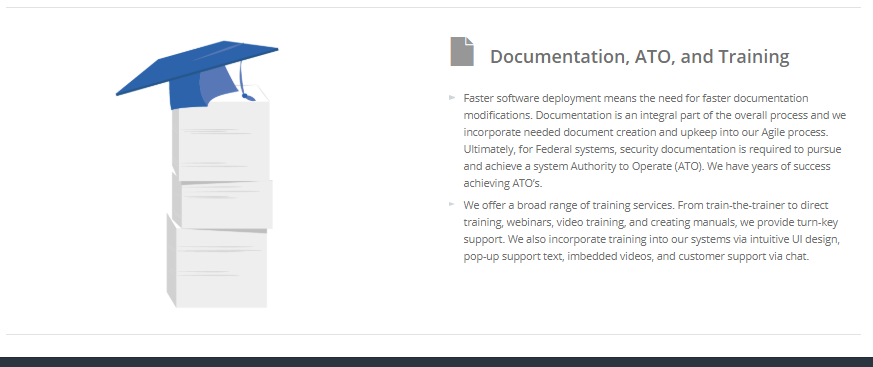 Documentation, ATO, and Training
Faster software deployment means the need for faster documentation
modifications. Documentation is an integral part of the overall process and we
incorporate needed document creation and upkeep into our Agile process.
Ultimately, for Federal systems, security documentation is required to pursue
and achieve a system Authority to Operate (ATO). We have years of success
achieving ATO's.
We offer a broad range of training services. From train-the-trainer to direct
training, webinars, video training, and creating manuals, we provide turn-key
support. We also incorporate training into our systems via intuitive UI design,
pop-up support text, imbedded videos, and customer support via chat.